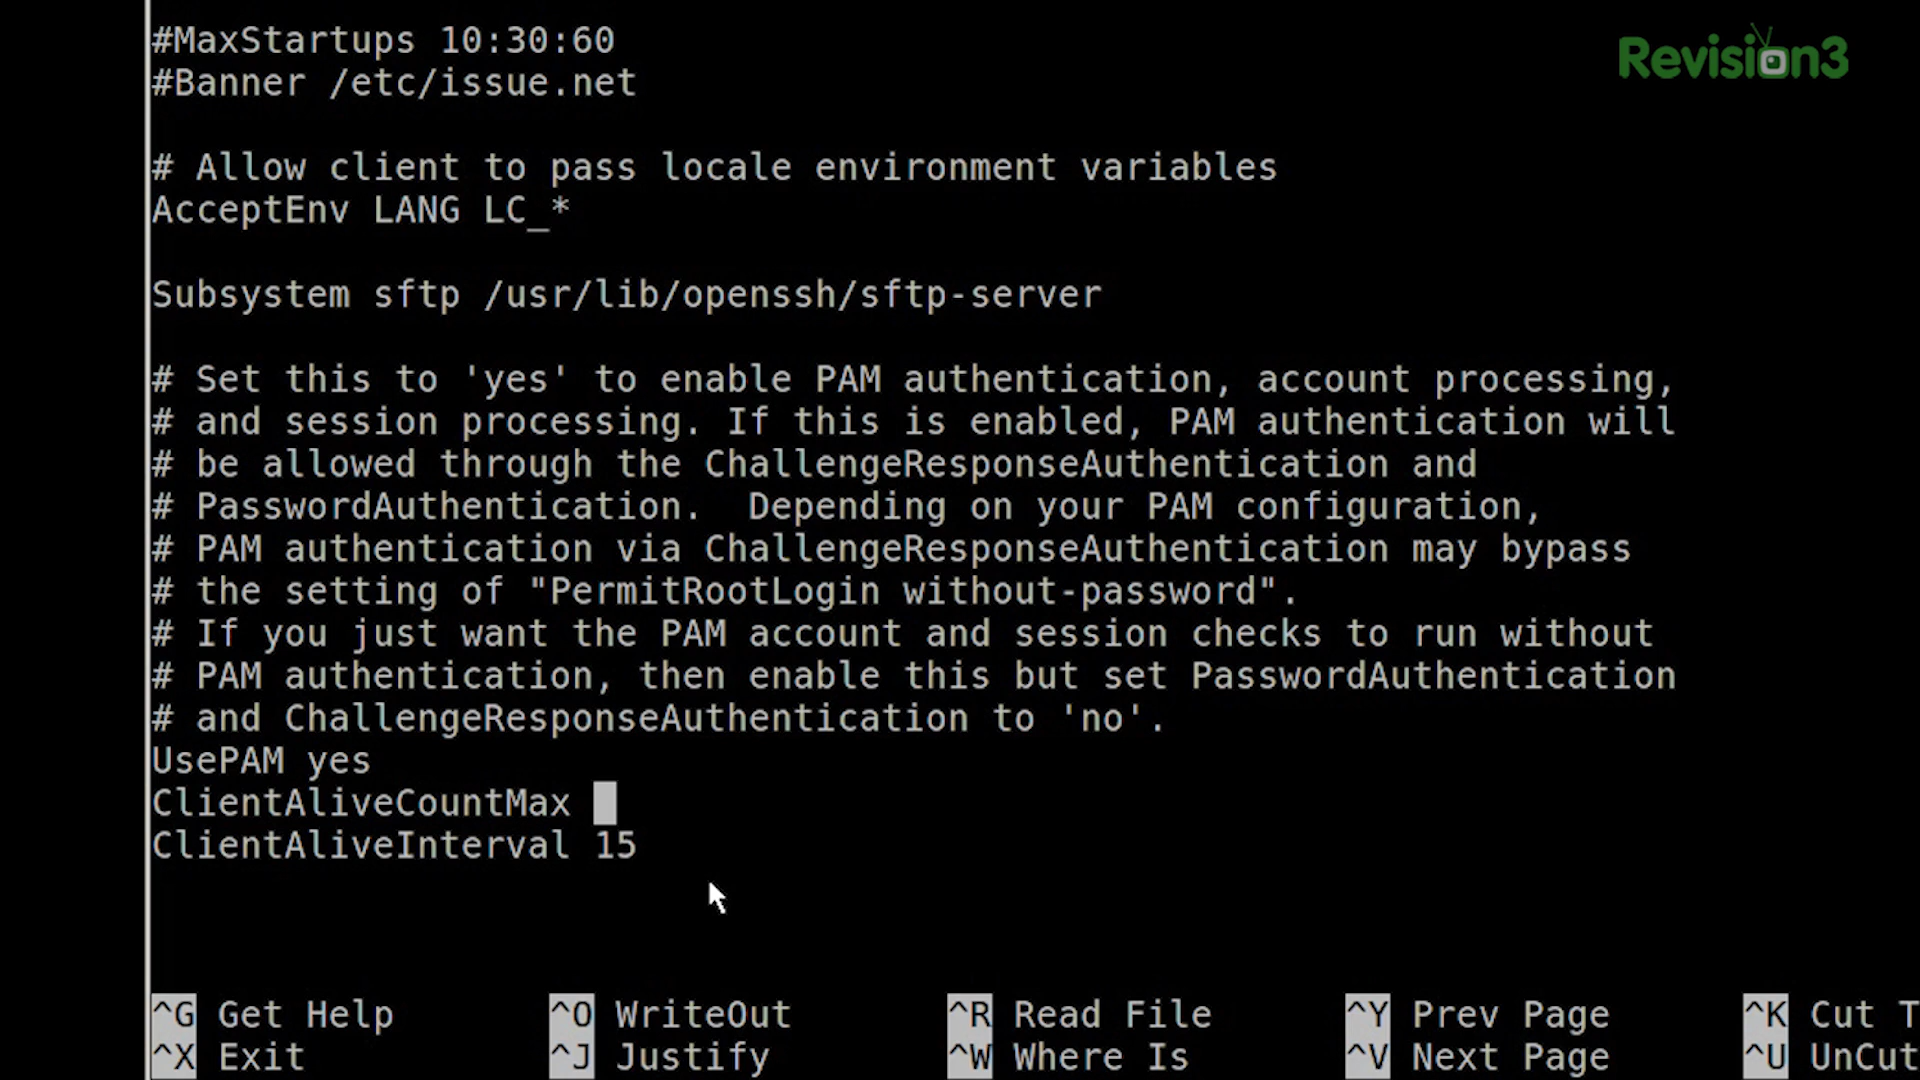 #MaxStartups 10:30:60
#Banner /etc/issue.net
Revision3
# Allow client to pass locale environment variables
AcceptEnv LANG LC_*
Subsystem sftp /usr/lib/openssh/sftp-server
# Set this to 'yes' to enable PAM authentication, account processing,
# and session processing. If this is enabled, PAM authentication will
# be allowed through the ChallengeResponseAuthentication and
# PasswordAuthentication.  Depending on your PAM configuration,
# PAM authentication via ChallengeResponseAuthentication may bypass
# the setting of "PermitRootLogin without-password".
# If you just want the PAM account and session checks to run without
# PAM authentication, then enable this but set PasswordAuthentication
# and ChallengeResponseAuthentication to 'no'.
UsePAM yes
ClientAliveCountMax
ClientAliveInterval 15
^G Get Help ^O WriteOut ^R Read File ^Y Prev Page ^K Cut T
^X Exit ^J Justify ^W Where Is ^V Next Page ^U UnCut